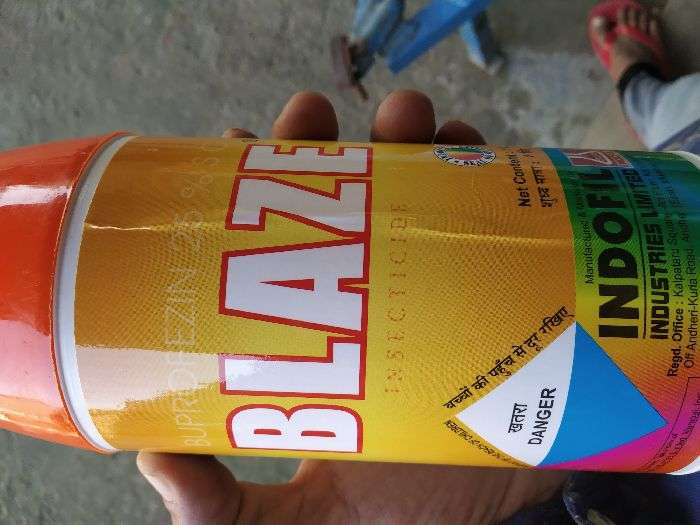 BUPROFEZIN 25 %
BLAZE
INSECTICIDE
Net Content :
शुद्ध मात्रा :
बच्चों की पहुँच से दूर रखिए
खतरा
DANGER
INDOFIL
INDUSTRIES LIMITED
Regd. Office : Kalpataru Square,
Off Andheri-Kurla Road,